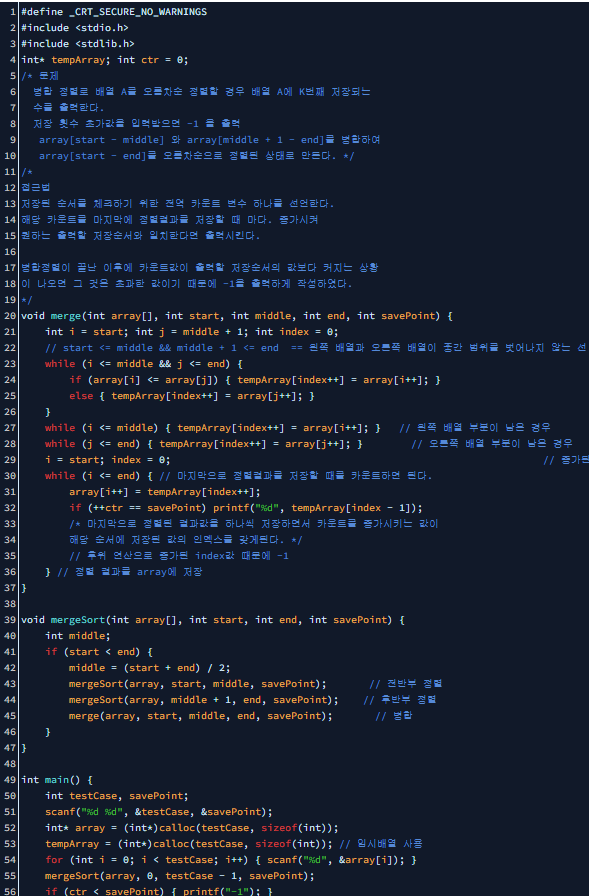 1 #define _CRT_SECURE_NO_WARNINGS
2 #include <stdio.h>
3 #include <stdlib.h>
4 int* tempArray; int ctr = 0;
5 /* 문제
6   병합 정렬로 배열 A를 오름차순 정렬할 경우 배열 A에 K번째 저장되는
7   수를 출력한다.
8   저장 횟수 초가값을 입력받으면 -1 을 출력
9    array[start - middle] 와 array[middle + 1 - end]를 병합하여
10    array[start - end]를 오름차순으로 정렬된 상태로 만든다. */
11 /*
12 접근법
13 저장된 순서를 체크하기 위한 전역 카운트 변수 하나를 선언한다.
14 해당 카운트를 마지막에 정렬결과를 저장할 때 마다. 증가시켜
15 원하는 출력할 저장순서와 일치한다면 출력시킨다.
16
17 병합정렬이 끝난 이후에 카운트값이 출력할 저장순서의 값보다 커지는 상황
18 이 나오면 그 것은 초과한 값이기 때문에 -1을 출력하게 작성하였다.
19 */
20 void merge(int array[], int start, int middle, int end, int savePoint) {
21     int i = start; int j = middle + 1; int index = 0;
22     // start <= middle && middle + 1 <= end  == 왼쪽 배열과 오른쪽 배열이 중간 범위를 벗어나지 않는 선
23     while (i <= middle && j <= end) {
24         if (array[i] <= array[j]) { tempArray[index++] = array[i++]; }
25         else { tempArray[index++] = array[j++]; }
26     }
27     while (i <= middle) { tempArray[index++] = array[i++]; }   // 왼쪽 배열 부분이 남은 경우
28     while (j <= end) { tempArray[index++] = array[j++]; }        // 오른쪽 배열 부분이 남은 경우
29     i = start; index = 0;                                                              // 증가된
30     while (i <= end) { // 마지막으로 정렬결과를 저장할 때를 카운트하면 된다.
31         array[i++] = tempArray[index++];
32         if (++ctr == savePoint) printf("%d", tempArray[index - 1]);
33         /* 마지막으로 정렬된 결과값을 하나씩 저장하면서 카운트를 증가시키는 값이
34         해당 순서에 저장된 값의 인덱스를 갖게된다. */
35         // 후위 연산으로 증가된 index값 때문에 -1
36     } // 정렬 결과를 array에 저장
37 }
38
39 void mergeSort(int array[], int start, int end, int savePoint) {
40     int middle;
41     if (start < end) {
42         middle = (start + end) / 2;
43         mergeSort(array, start, middle, savePoint);       // 전반부 정렬
44         mergeSort(array, middle + 1, end, savePoint);    // 후반부 정렬
45         merge(array, start, middle, end, savePoint);       // 병합
46     }
47 }
48
49 int main() {
50     int testCase, savePoint;
51     scanf("%d %d", &testCase, &savePoint);
52     int* array = (int*)calloc(testCase, sizeof(int));
53     tempArray = (int*)calloc(testCase, sizeof(int)); // 임시배열 사용
54     for (int i = 0; i < testCase; i++) { scanf("%d", &array[i]); }
55     mergeSort(array, 0, testCase - 1, savePoint);
56     if (ctr < savePoint) { printf("-1"); }